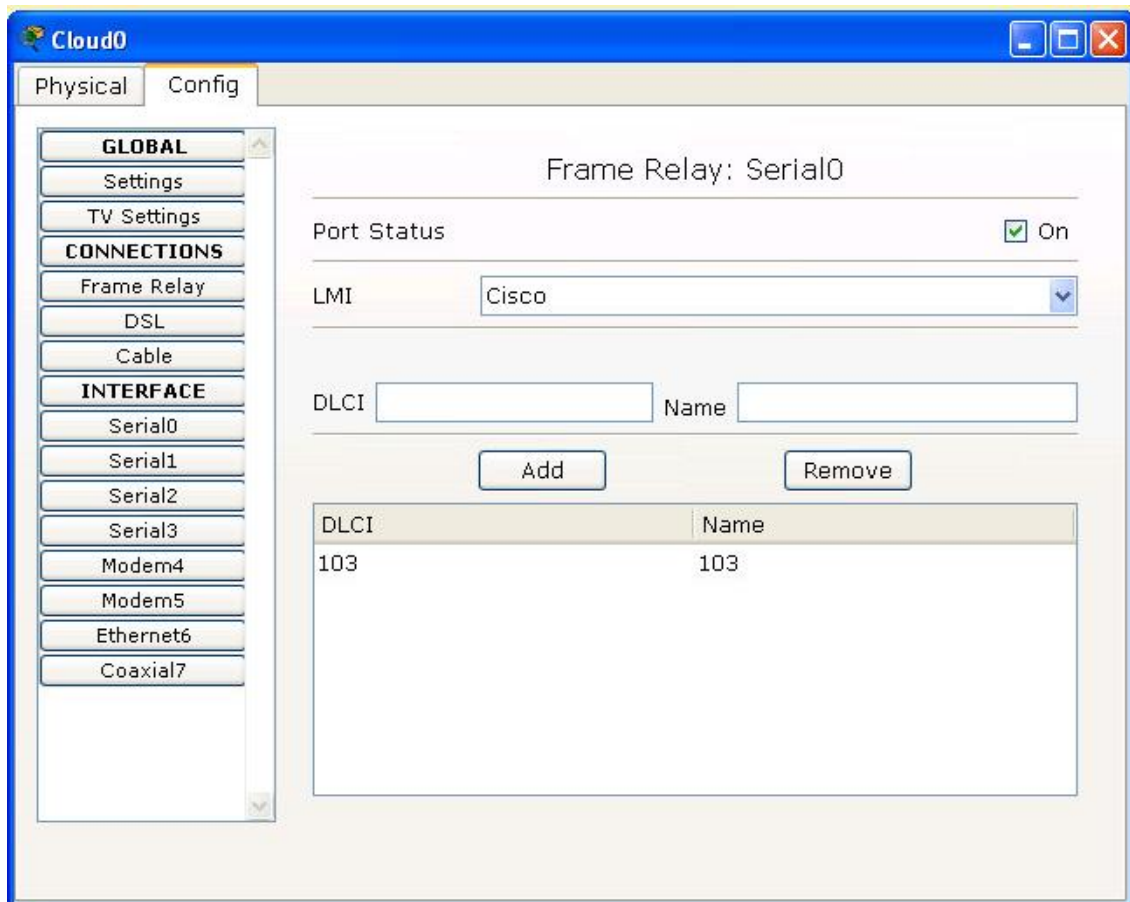 Cloud0
Physical
Config
GLOBAL
Settings
TV Settings
CONNECTIONS
Frame Relay
DSL
Cable
INTERFACE
Serial0
Serial1
Serial2
Serial3
Modem4
Modem5
Ethernet6
Coaxial7
Frame Relay: Serial0
Port Status
On
LMI
Cisco
DLCI
Name
Add
Remove
DLCI Name
103 103